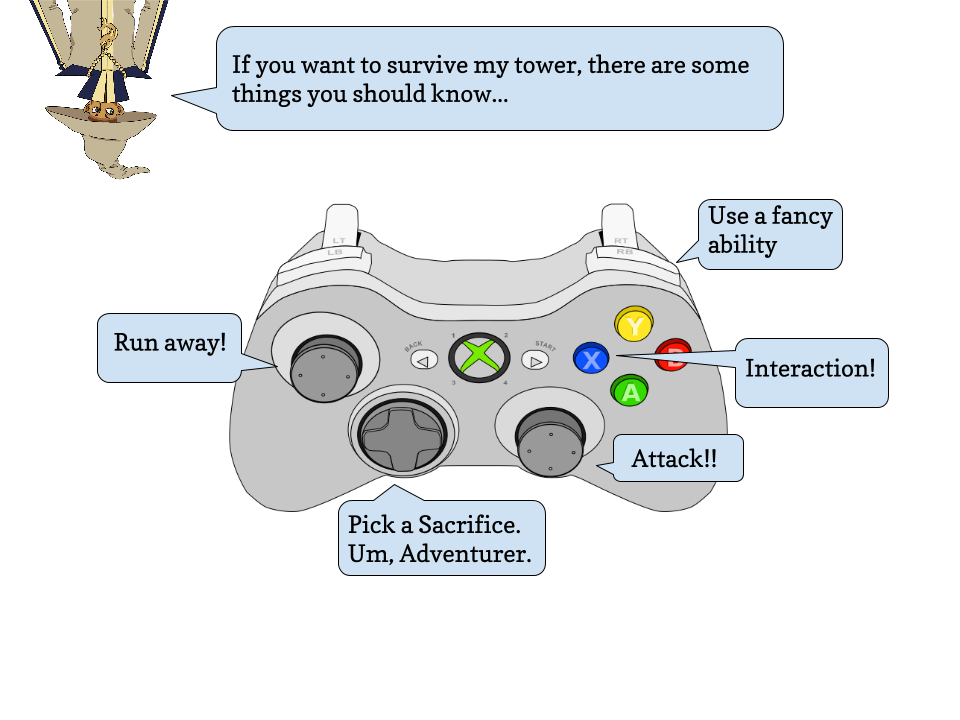 If you want to survive my tower, there are some
things you should know...
Use a fancy
ability
LT
LB
RT
RB
Run away!
1
2
BACK
START
3
4
Y
X
B
A
Interaction!
Attack!!
Pick a Sacrifice.
Um, Adventurer.